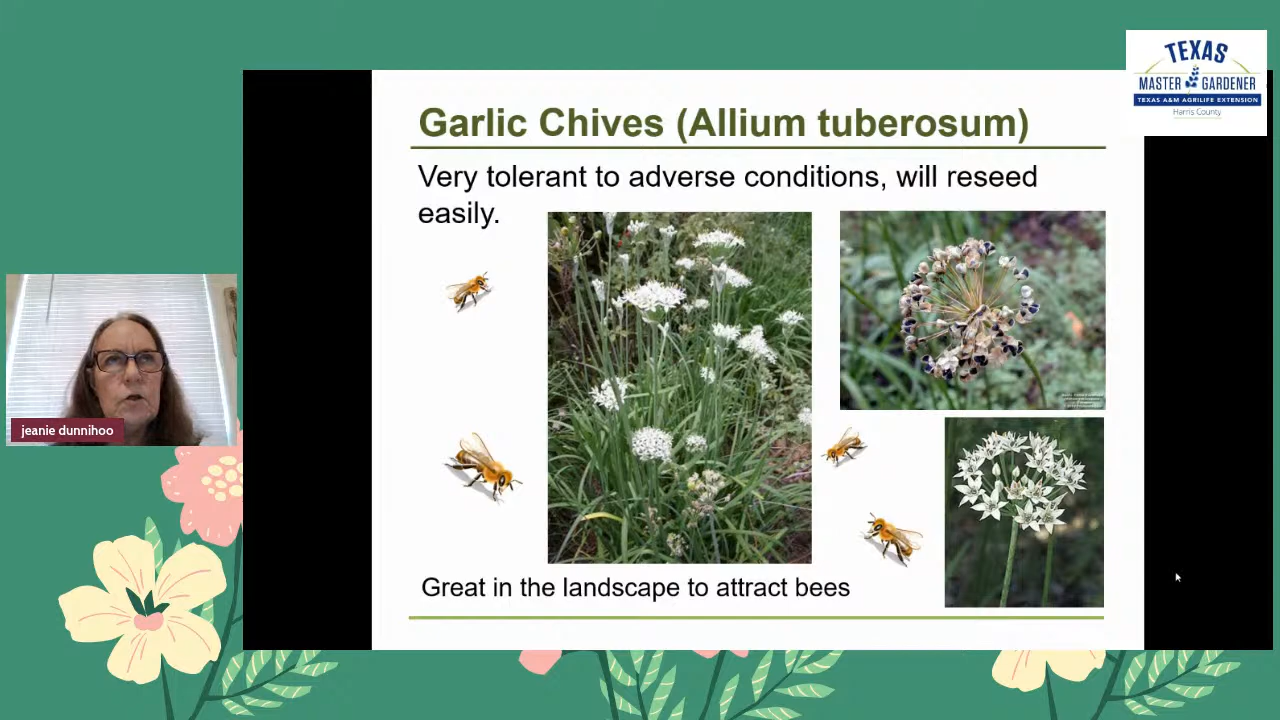 TEXAS
MASTER GARDENER
TEXAS A&M AGRILIFE EXTENSION
Harris County
Garlic Chives (Allium tuberosum)
Very tolerant to adverse conditions, will reseed
easily.
jeanie dunnihoo
Great in the landscape to attract bees